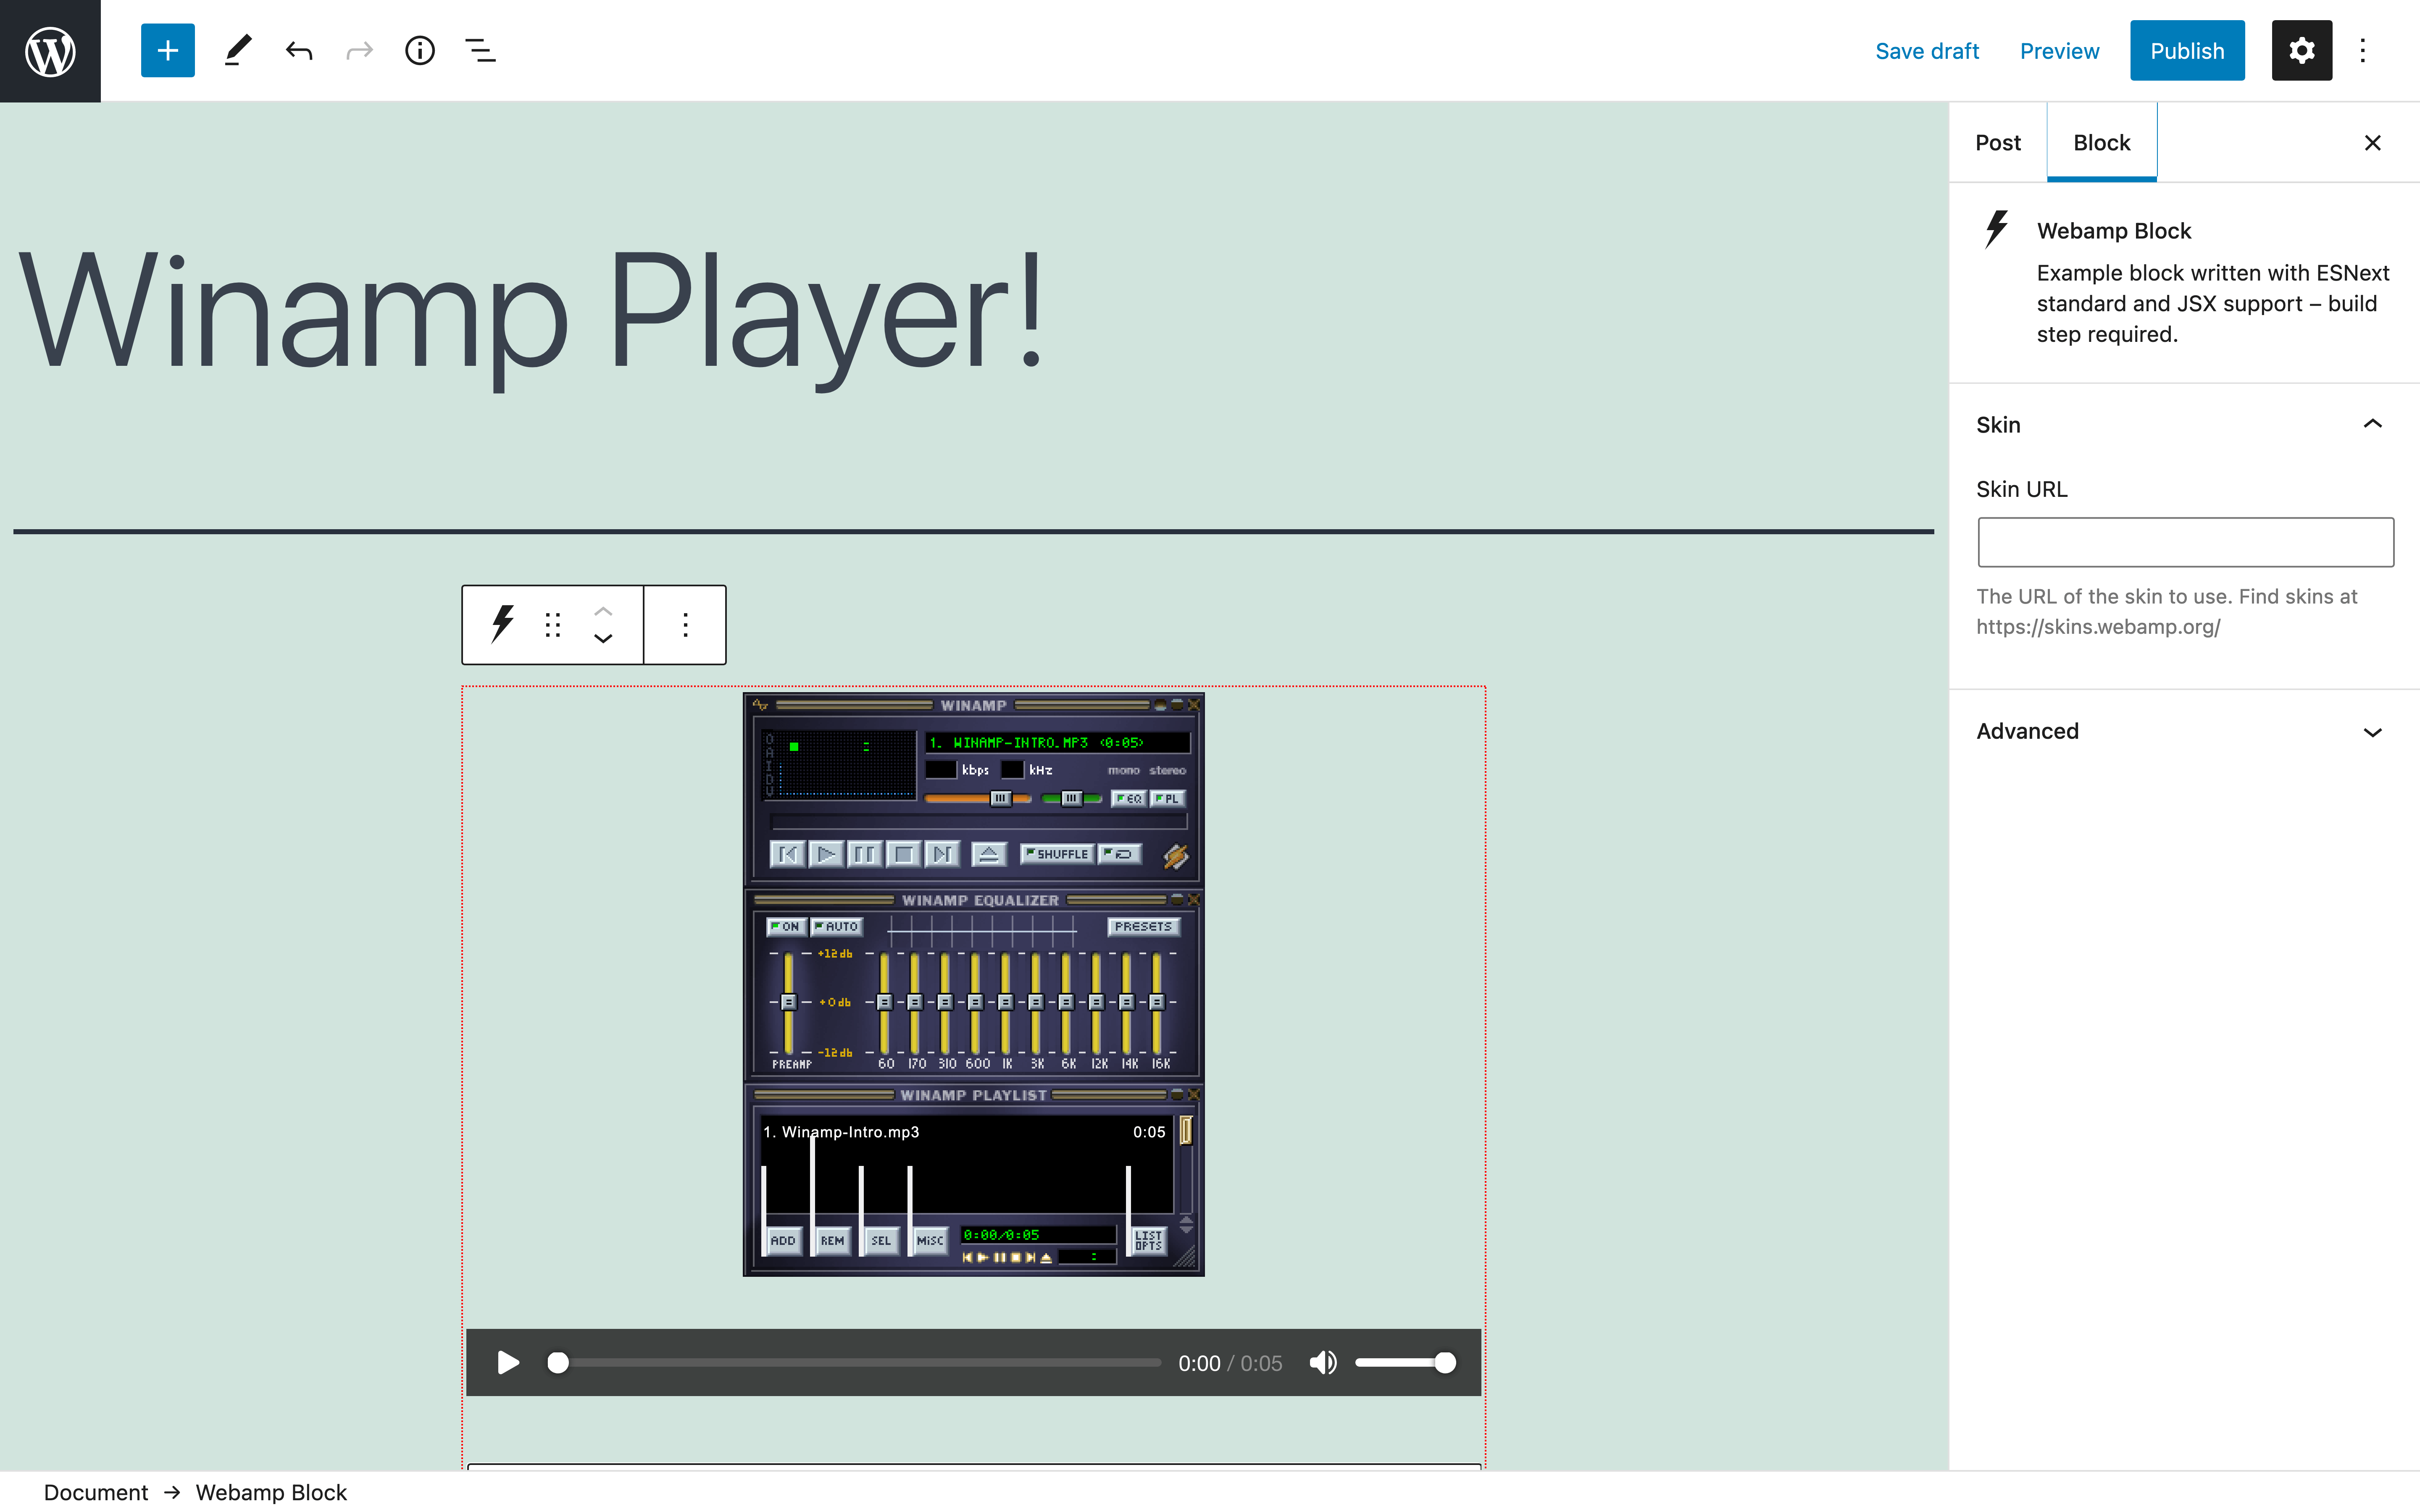 Save draft
Preview
Publish
Post
Block
Webamp Block
Example block written with ESNext
standard and JSX support – build
step required.
Skin
Skin URL
The URL of the skin to use. Find skins at
https://skins.webamp.org/
Advanced
Winamp Player!
WINAMP
O
A
I
D
V
1. WINAMP-INTRO.MP3 <0:05>
kbps
kHz
mono stereo
EQ
PL
SHUFFLE
WINAMP EQUALIZER
ON
AUTO
PRESETS
+12 db
+0 db
-12 db
PREAMP
60 170 310 600 1K 3K 6K 12K 14K 16K
WINAMP PLAYLIST
1. Winamp-Intro.mp3
0:05
ADD
REM
SEL
MISC
0:00/0:05
LIST
OPTS
0:00 / 0:05
Document → Webamp Block